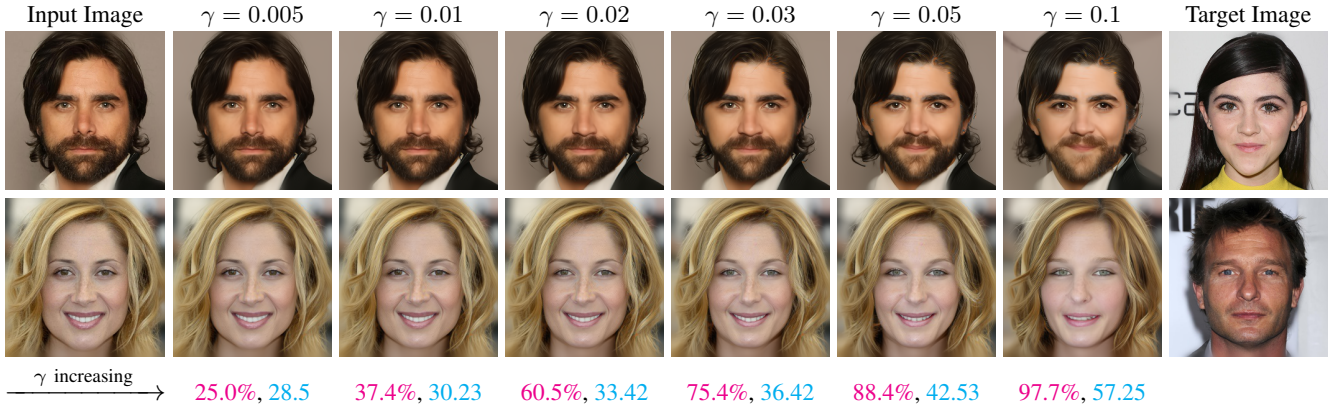 Input Image γ = 0.005 γ = 0.01 γ = 0.02 γ = 0.03 γ = 0.05 γ = 0.1 Target Image
ca
γ increasing 25.0%, 28.5 37.4%, 30.23 60.5%, 33.42 75.4%, 36.42 88.4%, 42.53 97.7%, 57.25